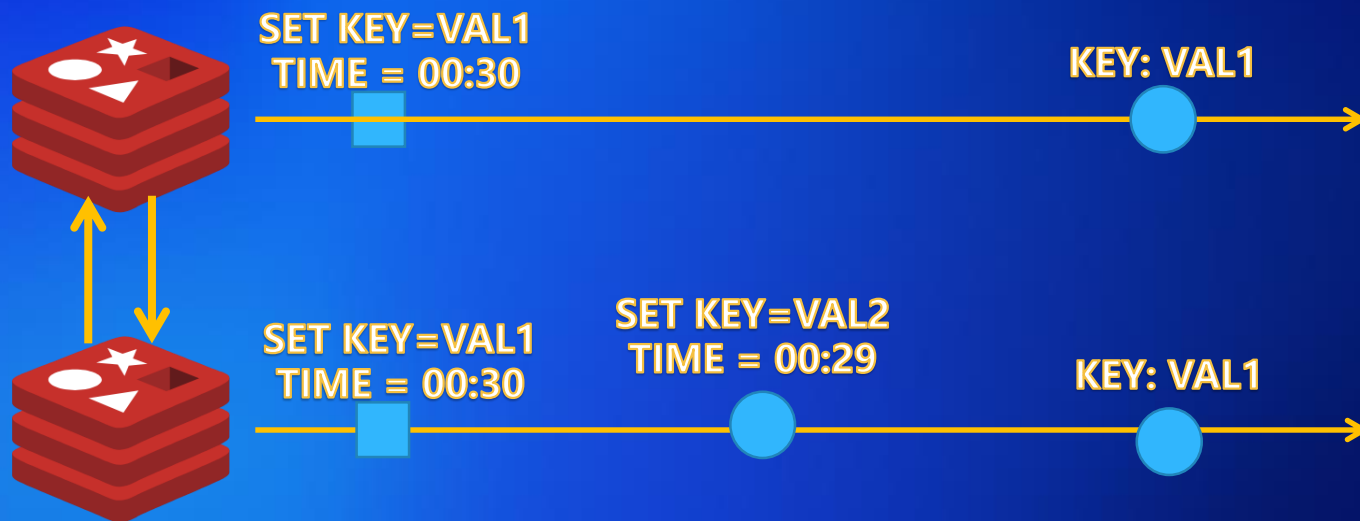 SET KEY=VAL1
TIME = 00:30
KEY: VAL1
SET KEY=VAL1
TIME = 00:30
SET KEY=VAL2
TIME = 00:29
KEY: VAL1